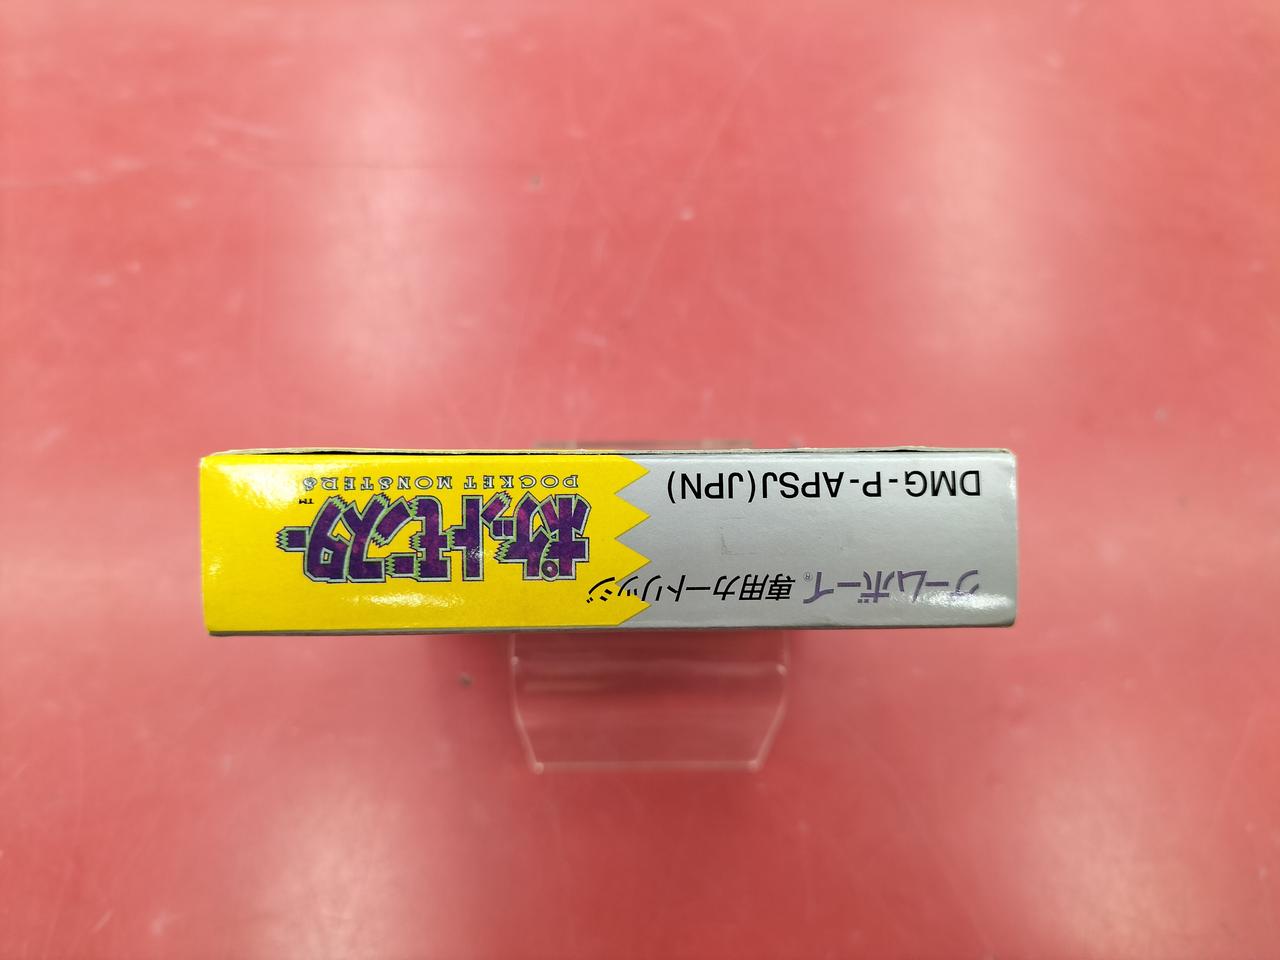 ゲームボーイ®専用カートリッジ
DMG-P-APSJ(JPN)
ポケットモンスター
POCKET MONSTERS™